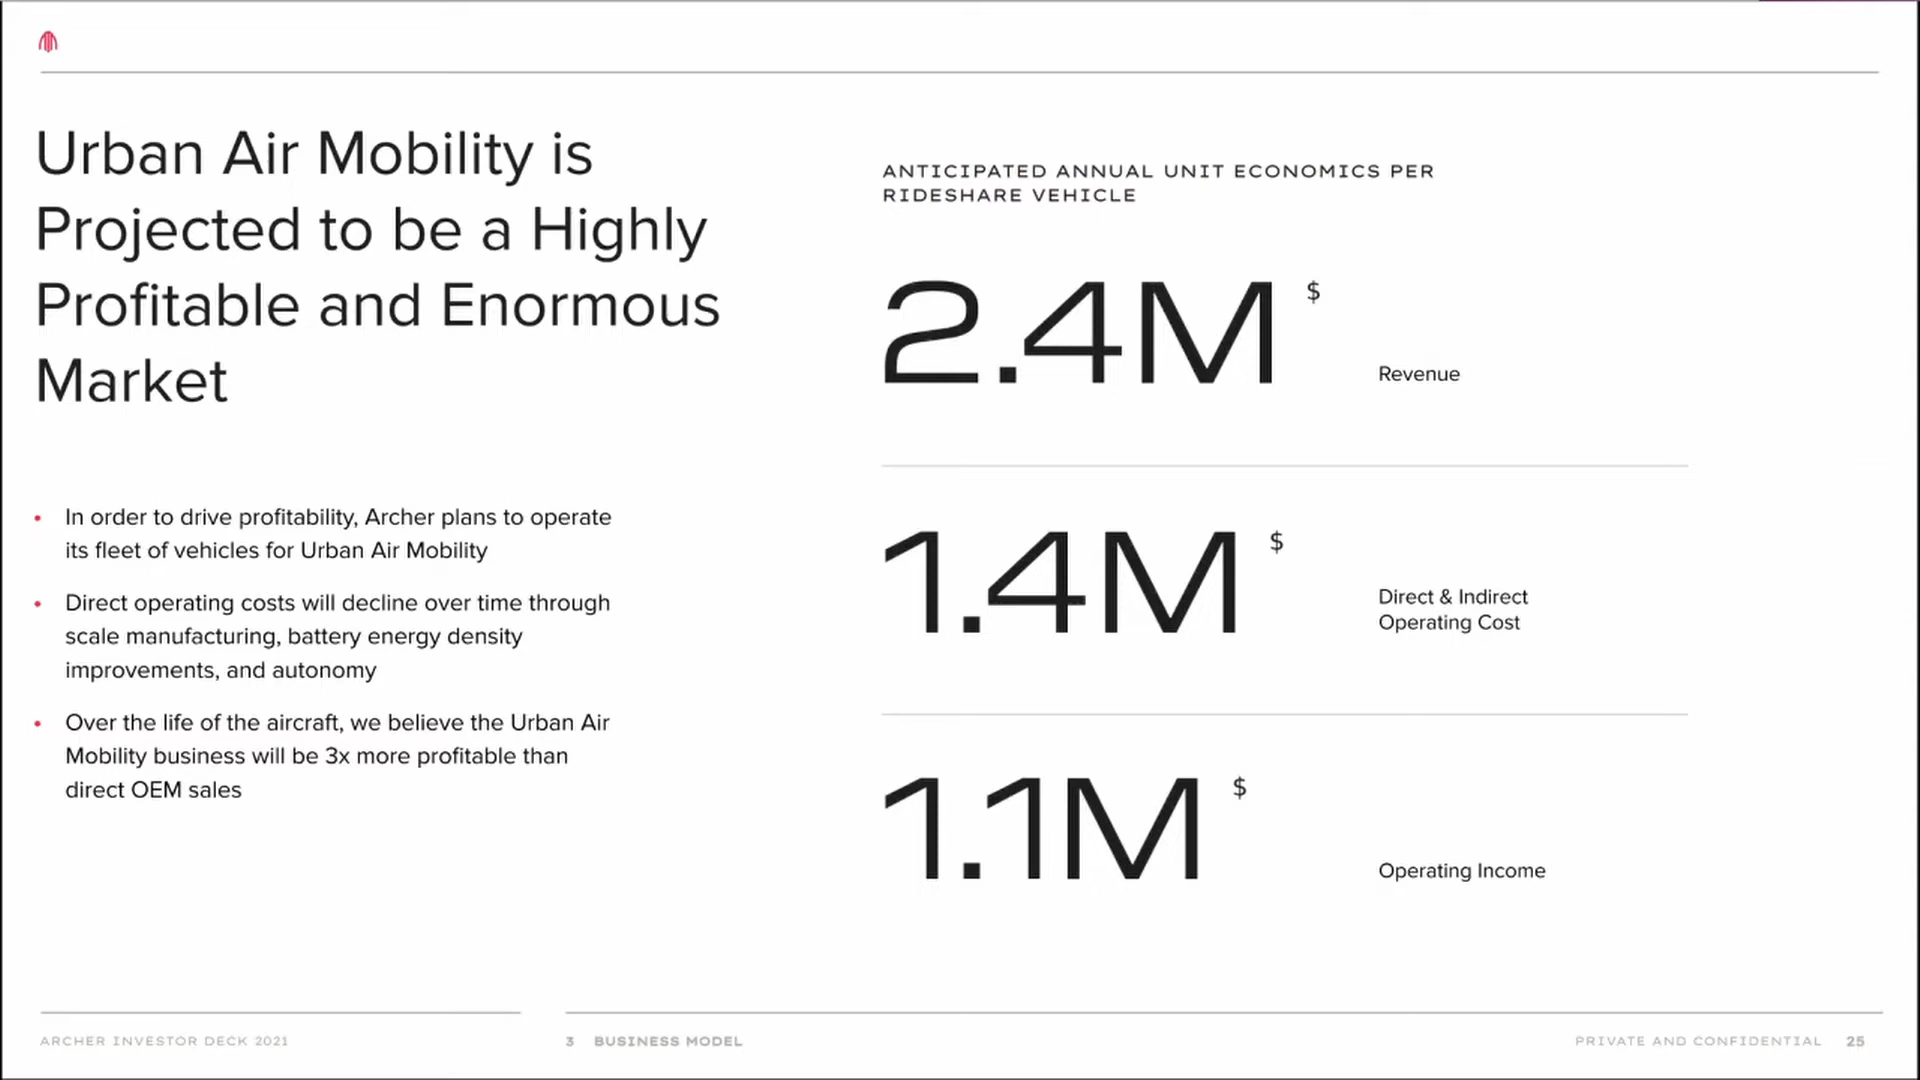 Urban Air Mobility is
Projected to be a Highly
Profitable and Enormous
Market
• In order to drive profitability, Archer plans to operate
its fleet of vehicles for Urban Air Mobility
• Direct operating costs will decline over time through
scale manufacturing, battery energy density
improvements, and autonomy
• Over the life of the aircraft, we believe the Urban Air
Mobility business will be 3x more profitable than
direct OEM sales
ANTICIPATED ANNUAL UNIT ECONOMICS PER
RIDESHARE VEHICLE
2.4M $
Revenue
1.4M $
Direct & Indirect
Operating Cost
1.1M $
Operating Income
ARCHER INVESTOR DECK 2021
3 BUSINESS MODEL
PRIVATE AND CONFIDENTIAL 25